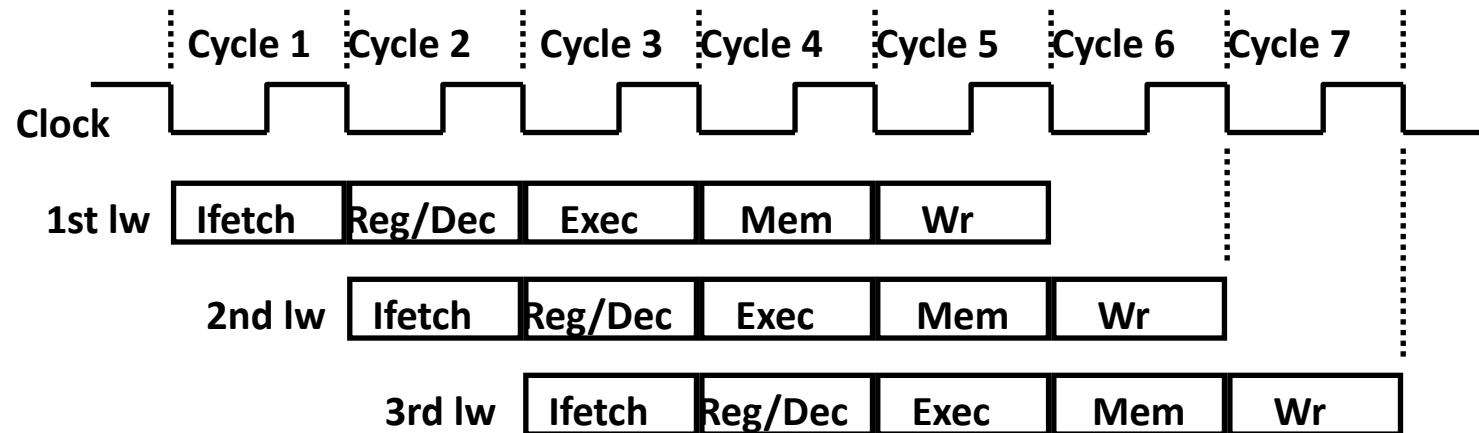 Cycle 1 Cycle 2 Cycle 3 Cycle 4 Cycle 5 Cycle 6 Cycle 7
Clock
1st lw Ifetch Reg/Dec Exec Mem Wr
2nd lw Ifetch Reg/Dec Exec Mem Wr
3rd lw Ifetch Reg/Dec Exec Mem Wr